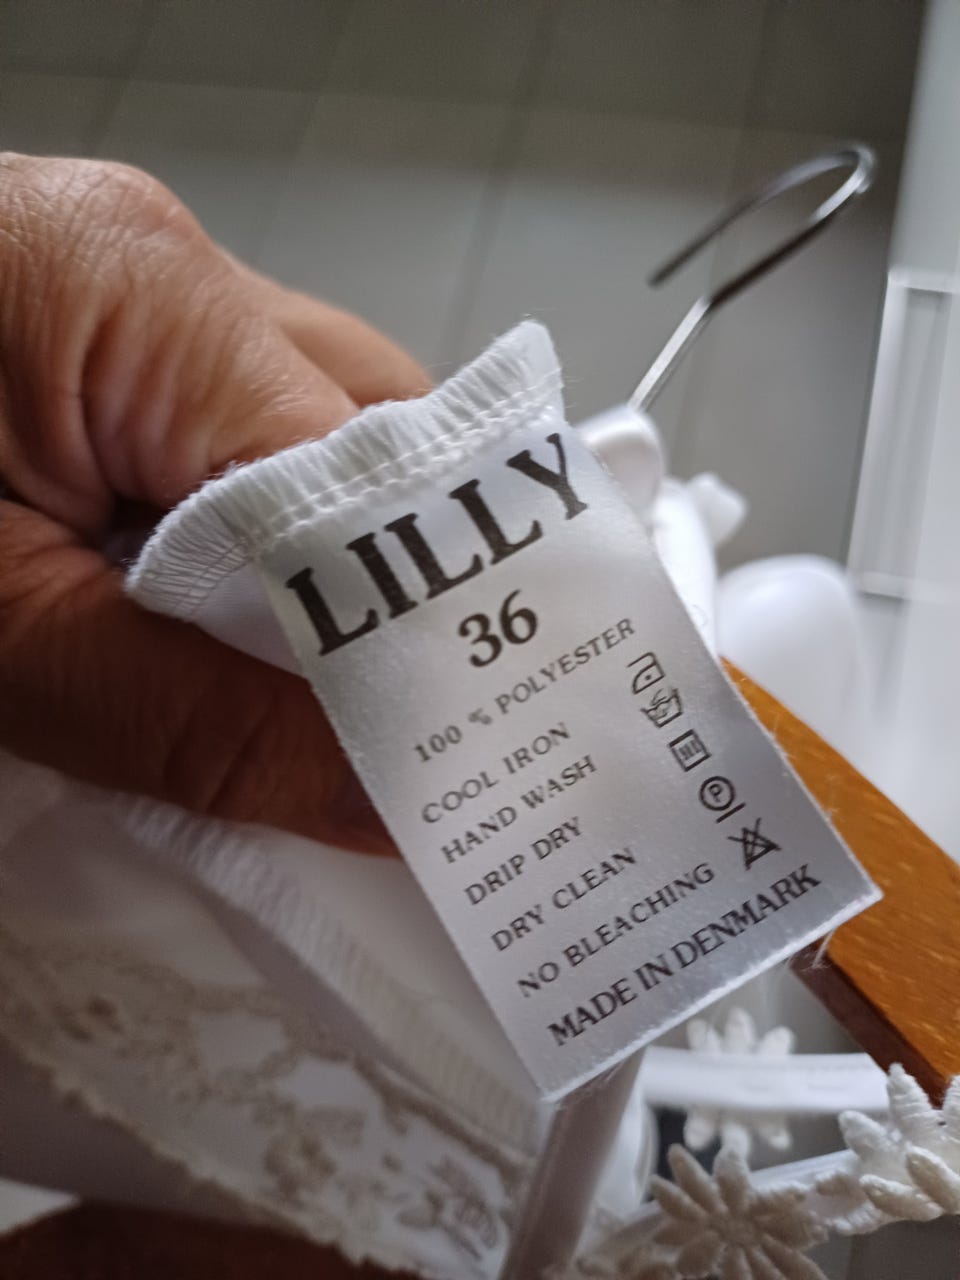 LILLY
36
100 % POLYESTER
COOL IRON
HAND WASH
DRIP DRY
DRY CLEAN
P
NO BLEACHING
MADE IN DENMARK